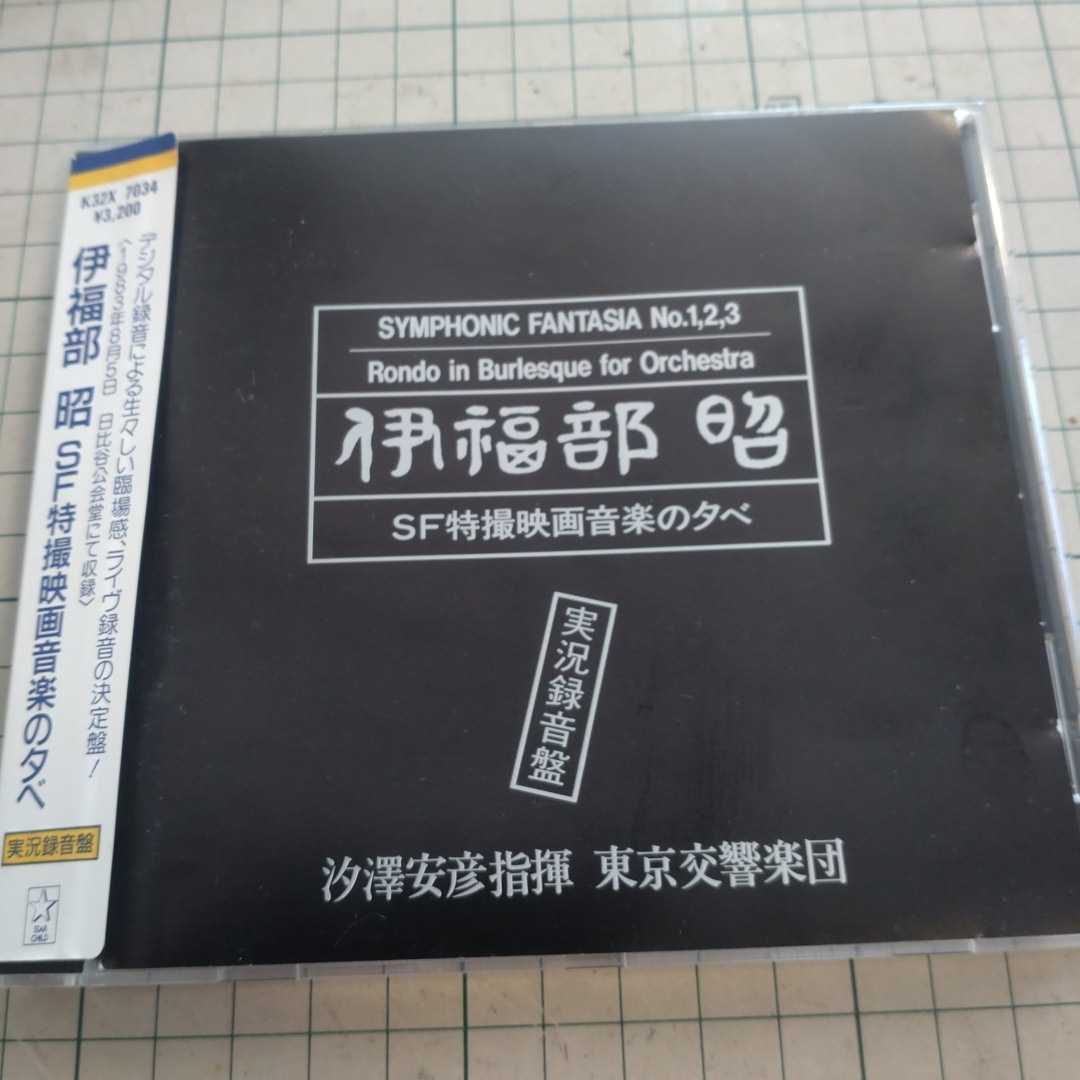 K32X 7034
¥3,200
デジタル録音による生々しい臨場感、ライヴ録音の決定盤！
〈1983年8月5日 日比谷公会堂にて収録〉
伊福部 昭 SF特撮映画音楽の夕べ
実況録音盤
STAR
CHILD
SYMPHONIC FANTASIA No.1,2,3
Rondo in Burlesque for Orchestra
伊福部 昭
SF特撮映画音楽の夕べ
実況録音盤
汐澤安彦指揮 東京交響楽団